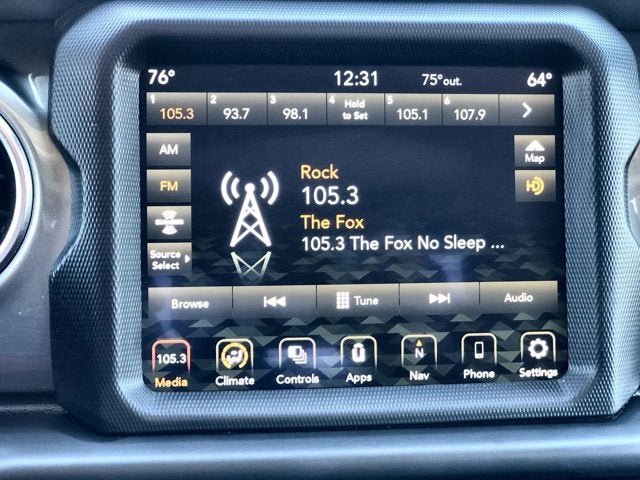 76° 12:31 75°out. 64°
1 2 3 4 5 6
105.3 93.7 98.1 Hold to Set 105.1 107.9
AM
Map
FM
HD
Rock
105.3
The Fox
105.3 The Fox No Sleep ...
Source
Select
Browse Tune Audio
105.3 N
Media Climate Controls Apps Nav Phone Settings